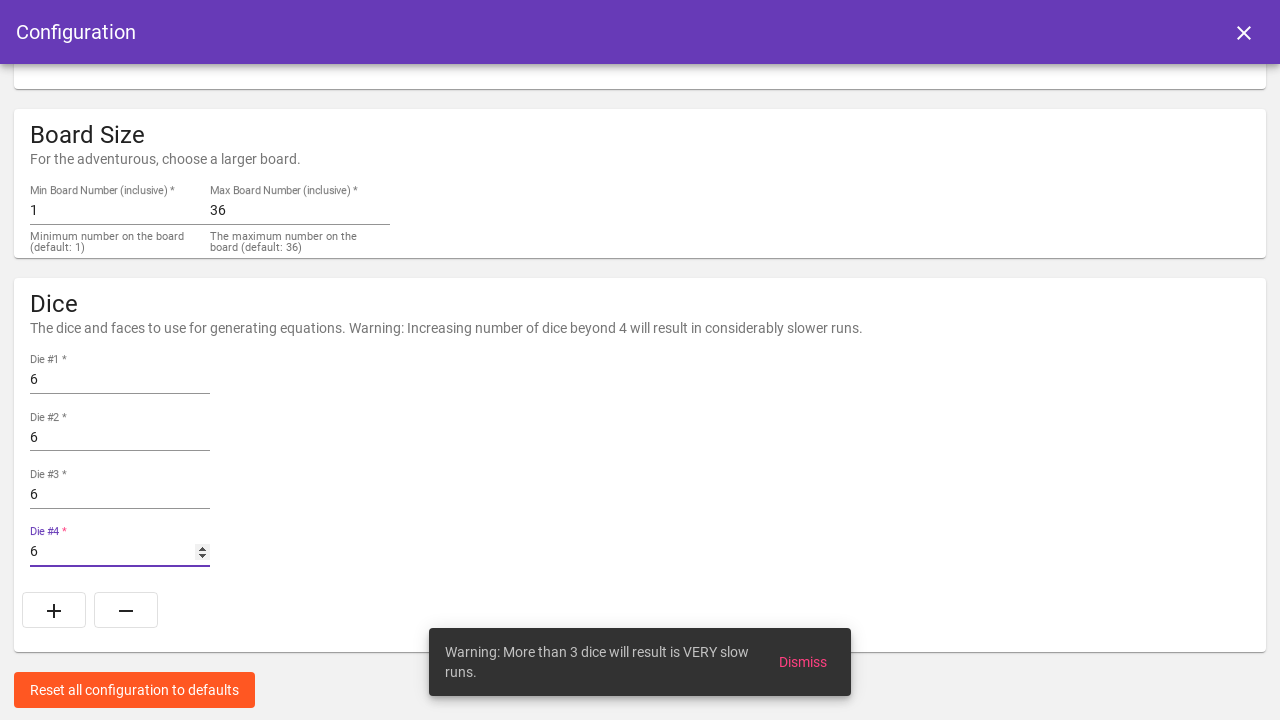 Configuration
Board Size
For the adventurous, choose a larger board.
Min Board Number (inclusive) *
Max Board Number (inclusive) *
1
36
Minimum number on the board
(default: 1)
The maximum number on the
board (default: 36)
Dice
The dice and faces to use for generating equations. Warning: Increasing number of dice beyond 4 will result in considerably slower runs.
Die #1 *
6
Die #2 *
6
Die #3 *
6
Die #4 *
6
Warning: More than 3 dice will result is VERY slow
runs.
Dismiss
Reset all configuration to defaults